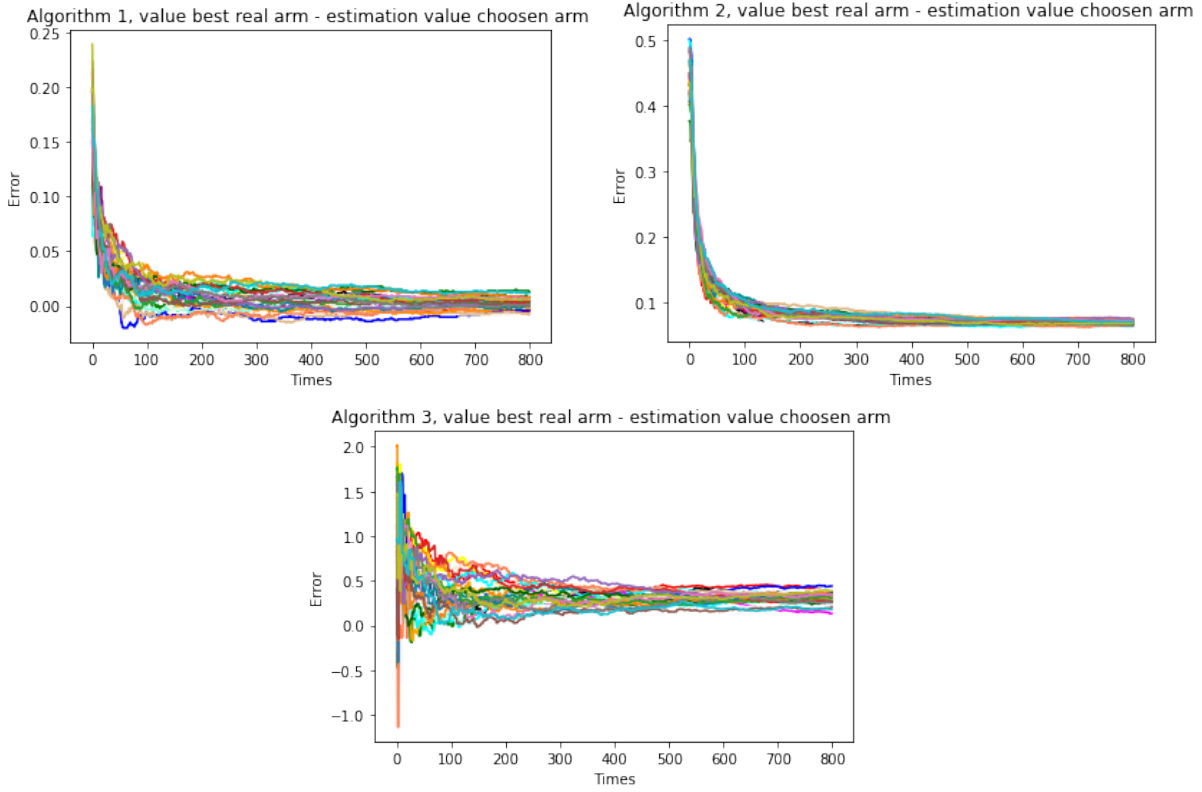 Algorithm 1, value best real arm - estimation value choosen arm
0.25
0.20
0.15
0.10
0.05
0.00
Error
0 100 200 300 400 500 600 700 800
Times
Algorithm 2, value best real arm - estimation value choosen arm
0.5
0.4
0.3
0.2
0.1
Error
0 100 200 300 400 500 600 700 800
Times
Algorithm 3, value best real arm - estimation value choosen arm
2.0
1.5
1.0
0.5
0.0
−0.5
−1.0
Error
0 100 200 300 400 500 600 700 800
Times